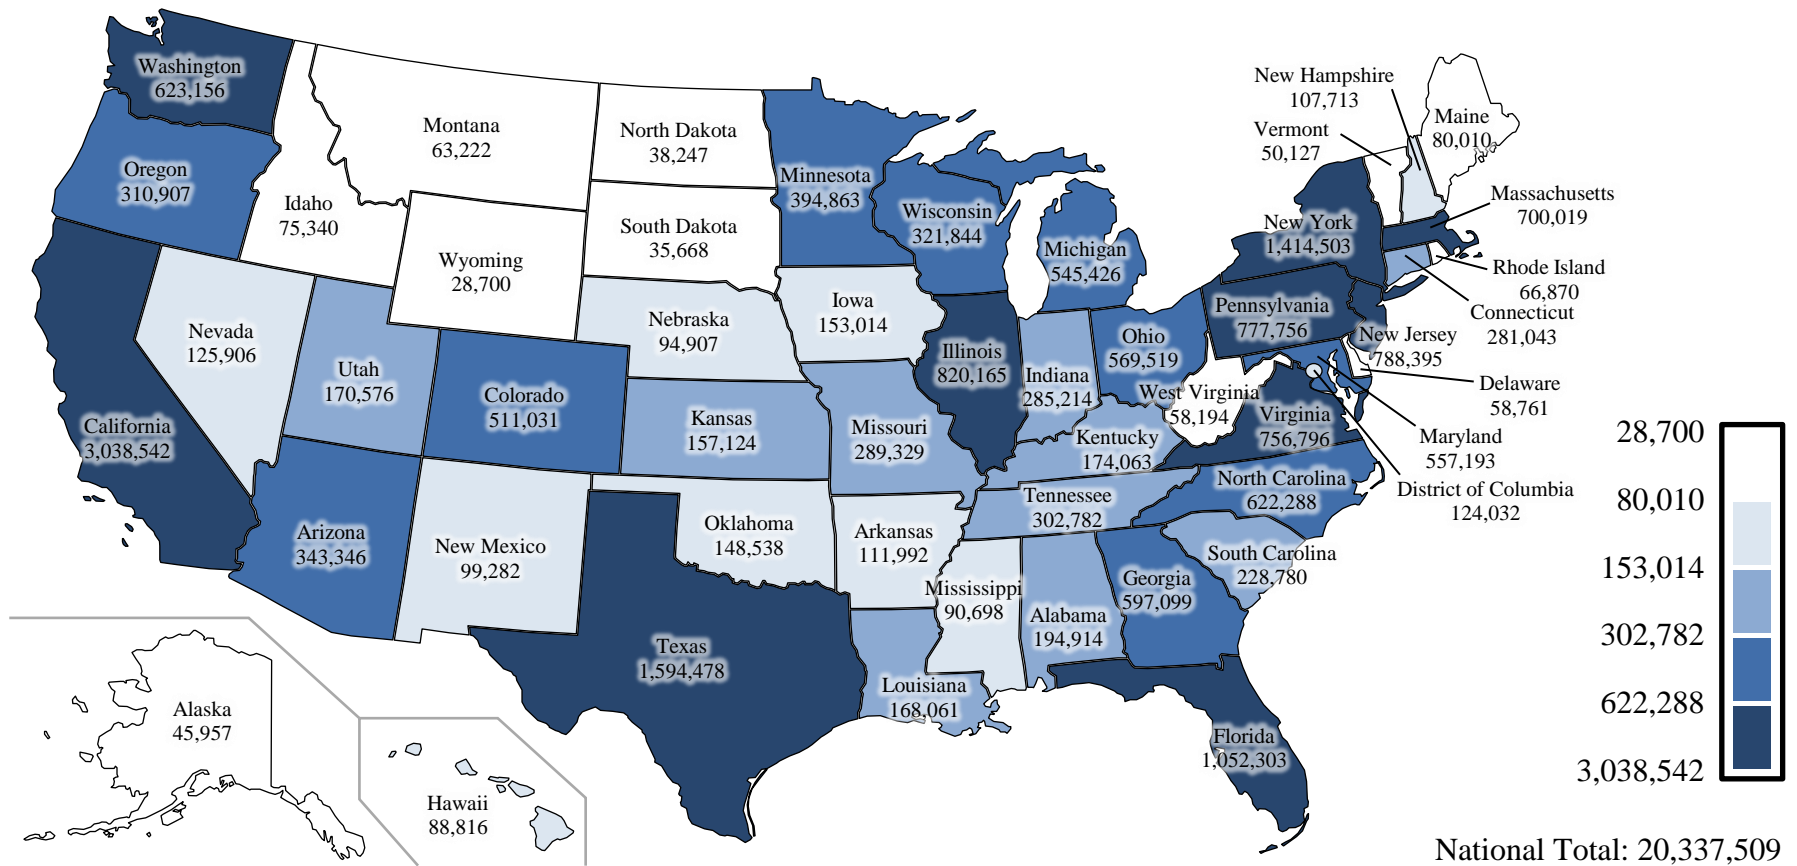 Washington
623,156
Oregon
310,907
California
3,038,542
Nevada
125,906
Idaho
75,340
Montana
63,222
Wyoming
28,700
Utah
170,576
Colorado
511,031
Arizona
343,346
New Mexico
99,282
North Dakota
38,247
South Dakota
35,668
Nebraska
94,907
Kansas
157,124
Oklahoma
148,538
Texas
1,594,478
Minnesota
394,863
Iowa
153,014
Missouri
289,329
Arkansas
111,992
Louisiana
168,061
Wisconsin
321,844
Illinois
820,165
Michigan
545,426
Indiana
285,214
Ohio
569,519
Kentucky
174,063
Tennessee
302,782
Mississippi
90,698
Alabama
194,914
Georgia
597,099
Florida
1,052,303
South Carolina
228,780
North Carolina
622,288
Virginia
756,796
West Virginia
58,194
Pennsylvania
777,756
New York
1,414,503
Vermont
50,127
New Hampshire
107,713
Maine
80,010
Massachusetts
700,019
Rhode Island
66,870
Connecticut
281,043
New Jersey
788,395
Delaware
58,761
Maryland
557,193
District of Columbia
124,032
Alaska
45,957
Hawaii
88,816
28,700
80,010
153,014
302,782
622,288
3,038,542
National Total: 20,337,509